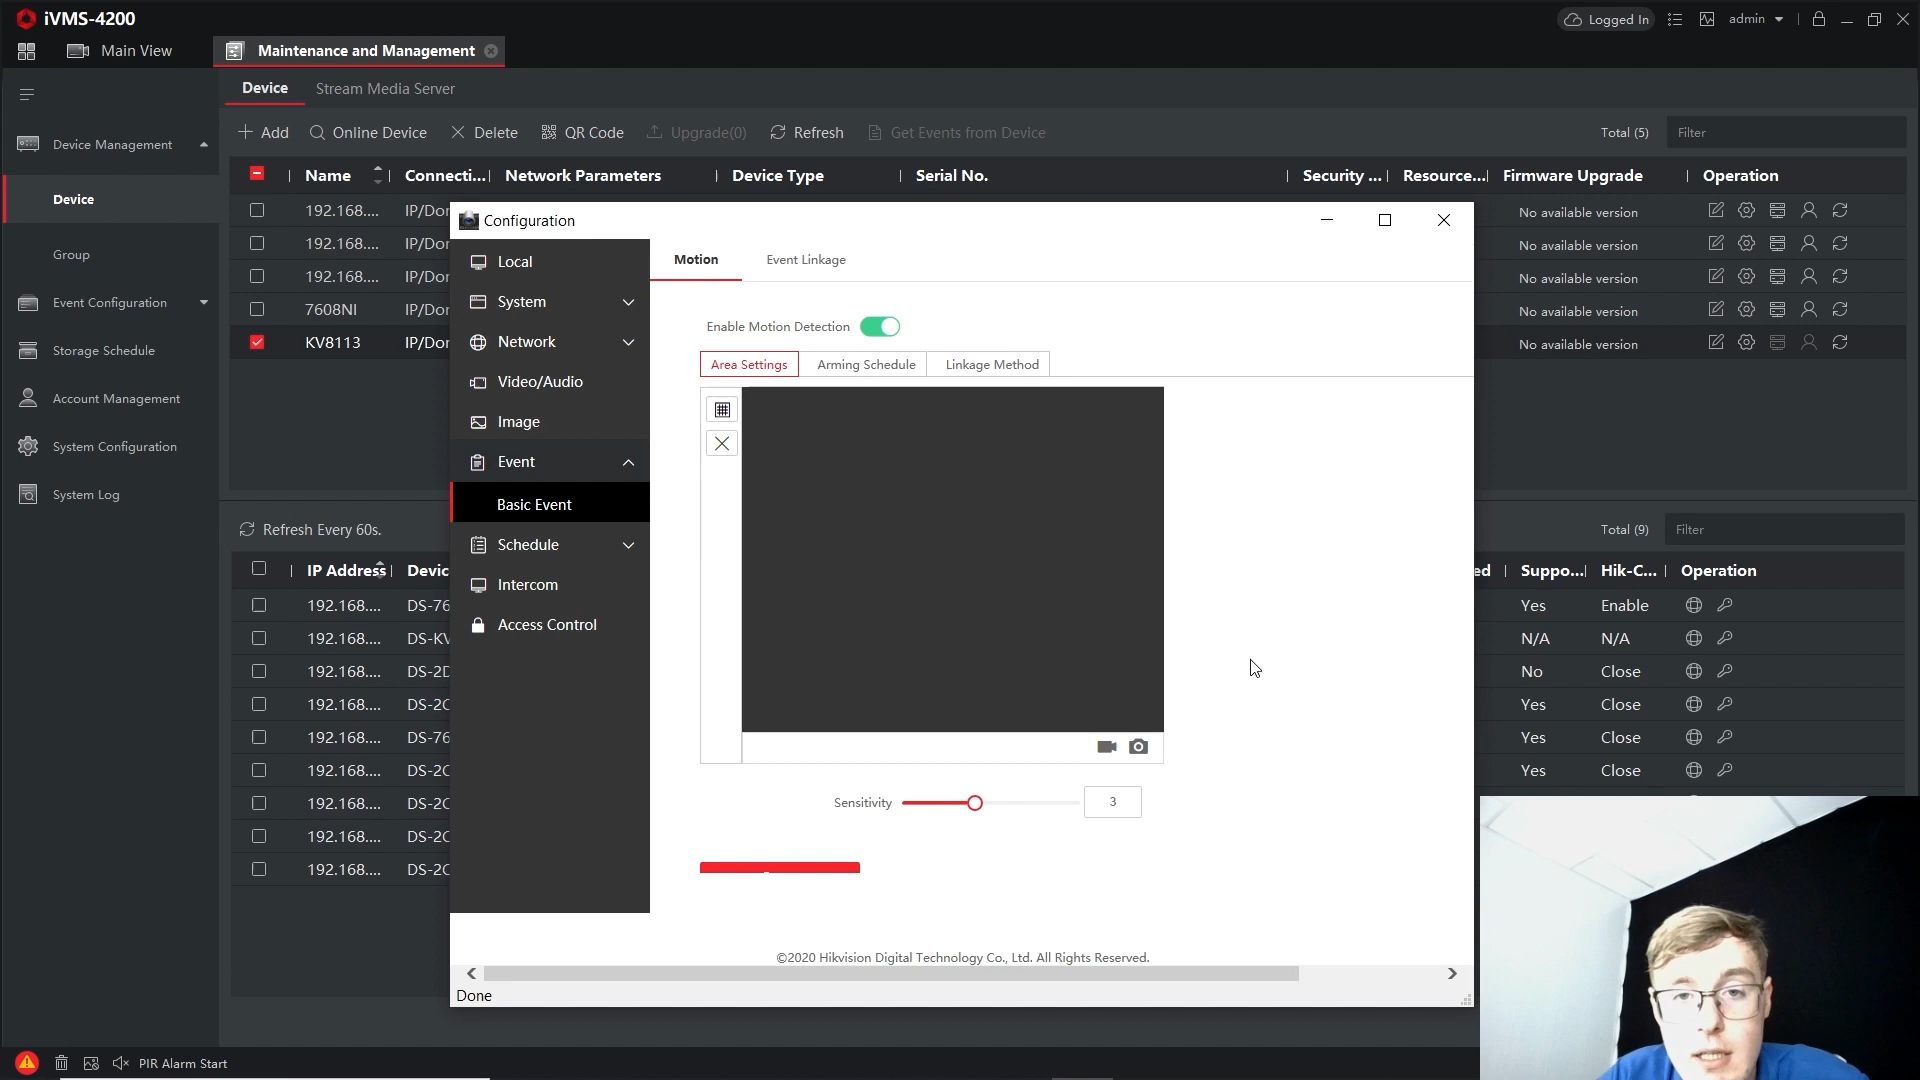 iVMS-4200
Logged In
admin
Main View
Maintenance and Management
Device
Stream Media Server
Add
Online Device
Delete
QR Code
Upgrade(0)
Refresh
Get Events from Device
Total (5)
Filter
Device Management
Device
Group
Event Configuration
Storage Schedule
Account Management
System Configuration
System Log
Name
Connecti...
Network Parameters
Device Type
Serial No.
Security ...
Resource...
Firmware Upgrade
Operation
192.168....
IP/Dor
No available version
192.168....
IP/Dor
No available version
192.168....
IP/Dor
No available version
7608NI
IP/Dor
No available version
KV8113
IP/Dor
No available version
Configuration
Local
System
Network
Video/Audio
Image
Event
Basic Event
Schedule
Intercom
Access Control
Motion
Event Linkage
Enable Motion Detection
Area Settings
Arming Schedule
Linkage Method
Sensitivity
3
©2020 Hikvision Digital Technology Co., Ltd. All Rights Reserved.
Done
Refresh Every 60s.
Total (9)
Filter
IP Address
Devic
ed
Suppo...
Hik-C...
Operation
192.168....
DS-76
Yes
Enable
192.168....
DS-KV
N/A
N/A
192.168....
DS-2D
No
Close
192.168....
DS-2C
Yes
Close
192.168....
DS-76
Yes
Close
192.168....
DS-2C
Yes
Close
192.168....
DS-2C
192.168....
DS-2C
192.168....
DS-2C
PIR Alarm Start